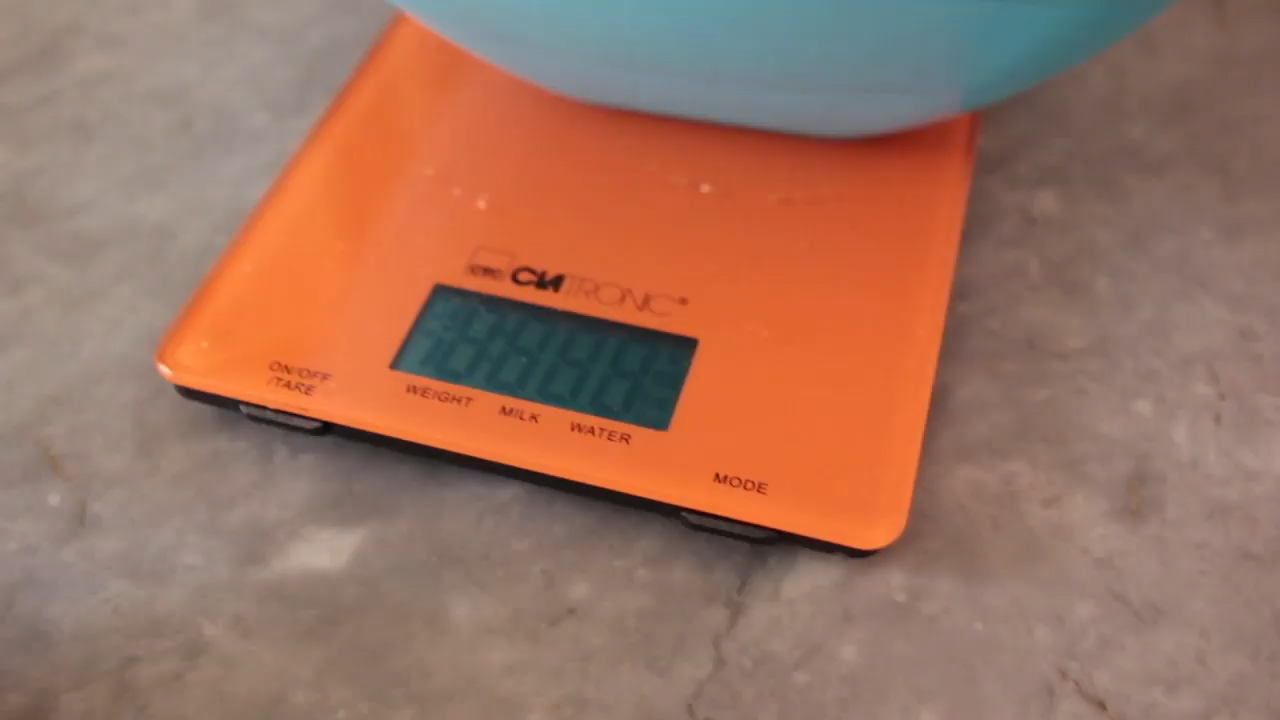 CLATRONIC®
ON/OFF
/TARE
WEIGHT MILK WATER
MODE